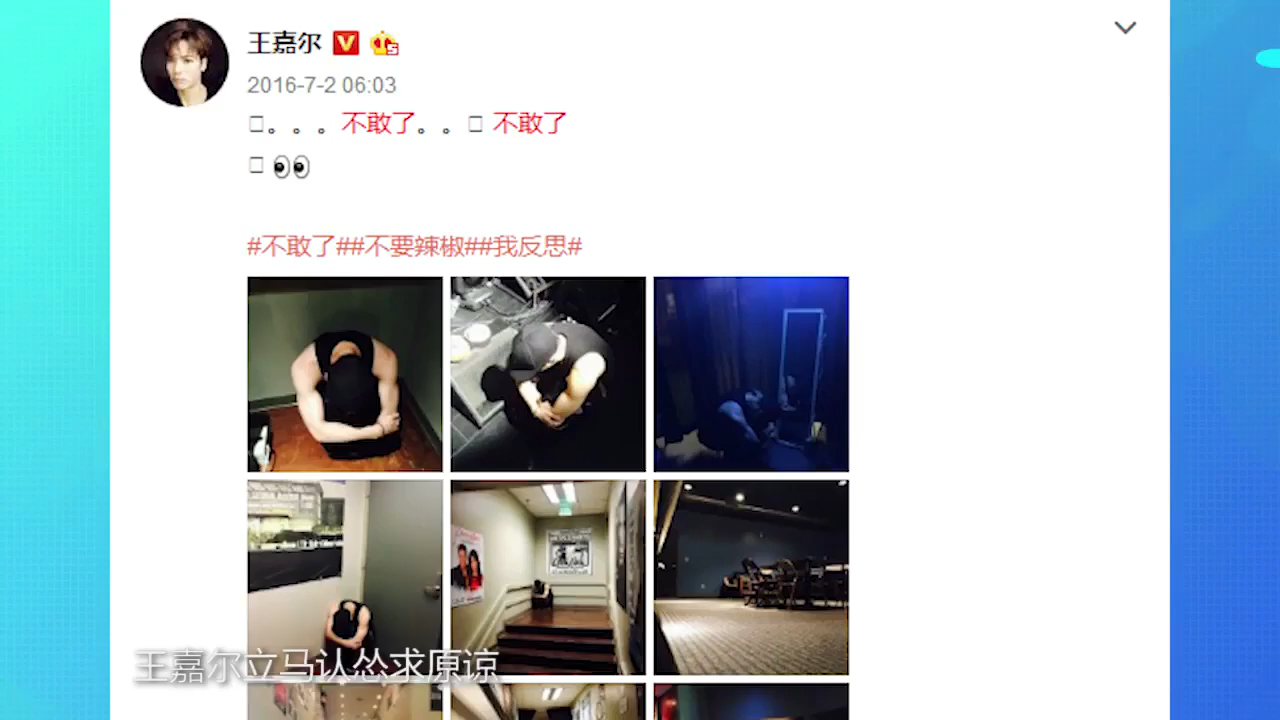 王嘉尔
2016-7-2 06:03
□。。。不敢了。。□ 不敢了
□ 👀
#不敢了##不要辣椒##我反思#
王嘉尔立马认怂求原谅